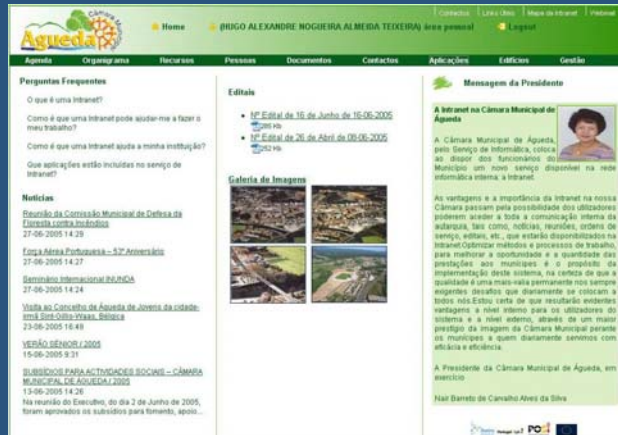 Contactos | Links Úteis | Mapa da Intranet | Webmail
Câmara Municipal
Águeda
Home
(HUGO ALEXANDRE NOGUEIRA ALMEIDA TEIXEIRA) área pessoal
Logout
Agenda Organigrama Recursos Pessoas Documentos Contactos Aplicações Edifícios Gestão
Perguntas Frequentes
O que é uma Intranet?
Como é que uma Intranet pode ajudar-me a fazer o
meu trabalho?
Como é que uma Intranet ajuda a minha instituição?
Que aplicações estão incluídas no serviço de
Intranet?
Notícias
Reunião da Comissão Municipal de Defesa da
Floresta contra Incêndios
27-06-2005 14:29
Força Aérea Portuguesa – 53º Aniversário
27-06-2005 14:27
Seminário Internacional INUNDA
27-06-2005 14:24
Visita ao Concelho de Águeda de Jovens da cidade-
irmã Sint-Gillis-Waas, Bélgica
23-06-2005 16:49
VERÃO SÉNIOR / 2005
15-06-2005 9:31
SUBSÍDIOS PARA ACTIVIDADES SOCIAIS – CÂMARA
MUNICIPAL DE AGUEDA / 2005
13-06-2005 14:26
Na reunião do Executivo, do dia 2 de Junho de 2005,
foram aprovados os subsídios para fomento, apoio...
Editais
Nº Edital de 16 de Junho de 16-06-2005
285 Kb
Nº Edital de 26 de Abril de 08-06-2005
262 Kb
Galeria de Imagens
Mensagem da Presidente
A Intranet na Câmara Municipal de
Águeda
A Câmara Municipal de Águeda,
pelo Serviço de Informática, coloca
ao dispor dos funcionários do
Município um novo serviço disponível na rede
informática interna: a Intranet.
As vantagens e a importância da Intranet na nossa
Câmara passam pela possibilidade dos utilizadores
poderem aceder a toda a comunicação interna da
autarquia, tais como, notícias, reuniões, ordens de
serviço, editais, etc., que estarão disponibilizados na
Intranet.Optimizar métodos e processos de trabalho,
para melhorar a oportunidade e a quantidade das
prestações aos munícipes é o propósito da
implementação deste sistema, na certeza de que a
qualidade é uma mais-valia permanente nos sempre
exigentes desafios que diariamente se colocam a
todos nós.Estou certa de que resultarão evidentes
vantagens a nível interno para os utilizadores do
sistema e a nível externo, através de um maior
prestígio da imagem da Câmara Municipal perante
os munícipes a quem diariamente servimos com
eficácia e eficiência.
A Presidente da Câmara Municipal de Águeda, em
exercício
Nair Barreto de Carvalho Alves da Silva